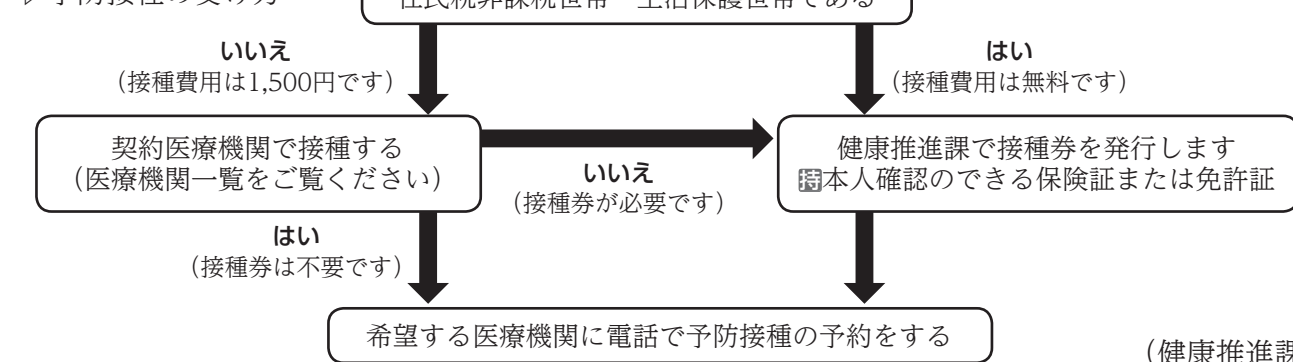 予防接種の受け方
住民税非課税世帯・生活保護世帯である
いいえ
（接種費用は1,500円です）
はい
（接種費用は無料です）
契約医療機関で接種する
（医療機関一覧をご覧ください）
いいえ
（接種券が必要です）
健康推進課で接種券を発行します
持本人確認のできる保険証または免許証
はい
（接種券は不要です）
希望する医療機関に電話で予防接種の予約をする
（健康推進課